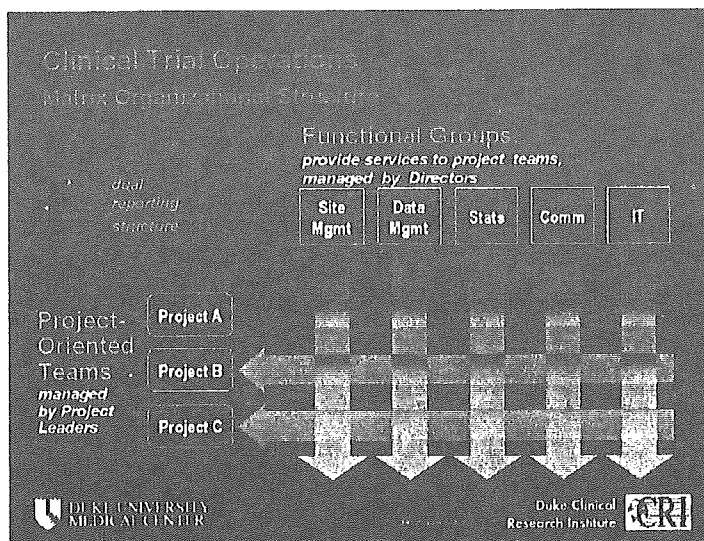 Clinical Trial Operations
Matrix Organizational Structure
Functional Groups
provide services to project teams,
managed by Directors
dual
reporting
structure
Site
Mgmt
Data
Mgmt
Stats
Comm
IT
Project-
Oriented
Teams
managed
by Project
Leaders
Project A
Project B
Project C
DUKE UNIVERSITY
MEDICAL CENTER
Duke Clinical
Research Institute
CRI